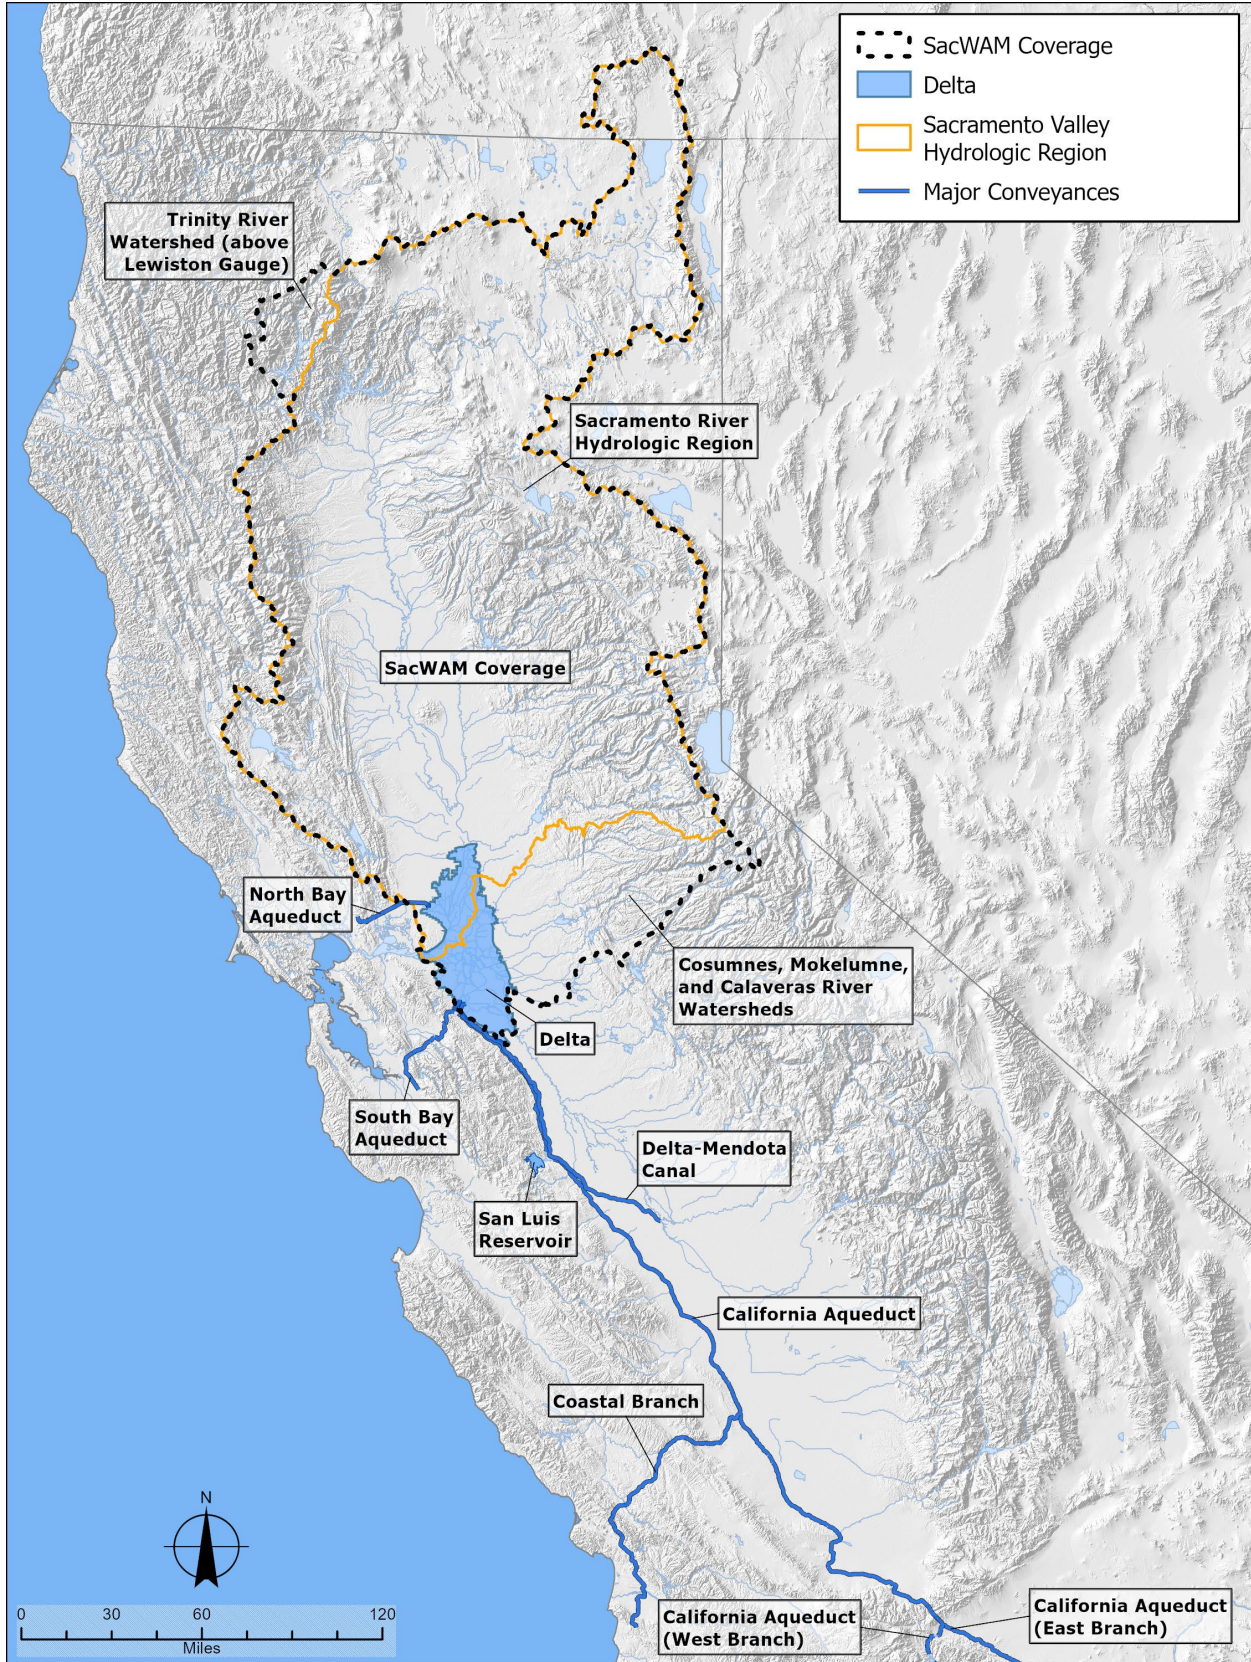 SacWAM Coverage
Delta
Sacramento Valley
Hydrologic Region
Major Conveyances
Trinity River
Watershed (above
Lewiston Gauge)
Sacramento River
Hydrologic Region
SacWAM Coverage
North Bay
Aqueduct
Cosumnes, Mokelumne,
and Calaveras River
Watersheds
Delta
South Bay
Aqueduct
Delta-Mendota
Canal
San Luis
Reservoir
California Aqueduct
Coastal Branch
N
0 30 60 120
Miles
California Aqueduct
(West Branch)
California Aqueduct
(East Branch)